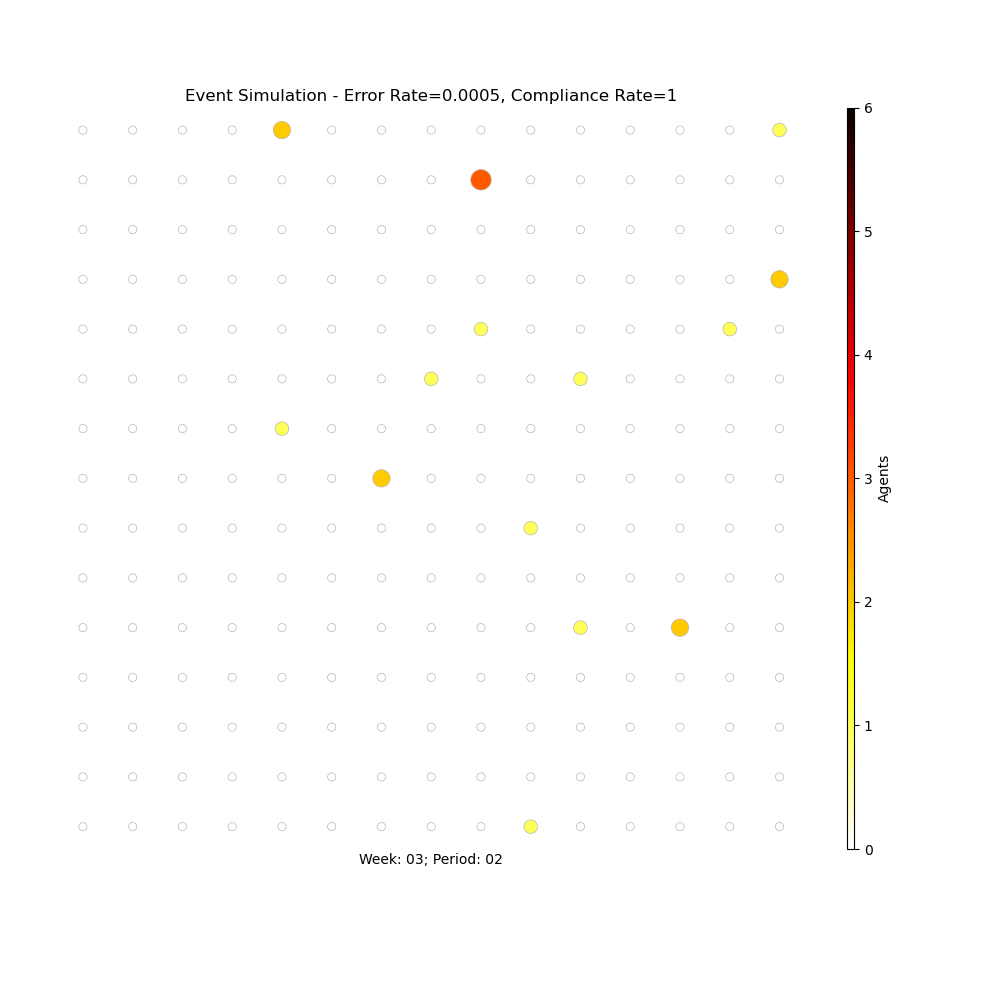 Event Simulation - Error Rate=0.0005, Compliance Rate=1
6
5
4
3
2
1
0
Agents
Week: 03; Period: 02